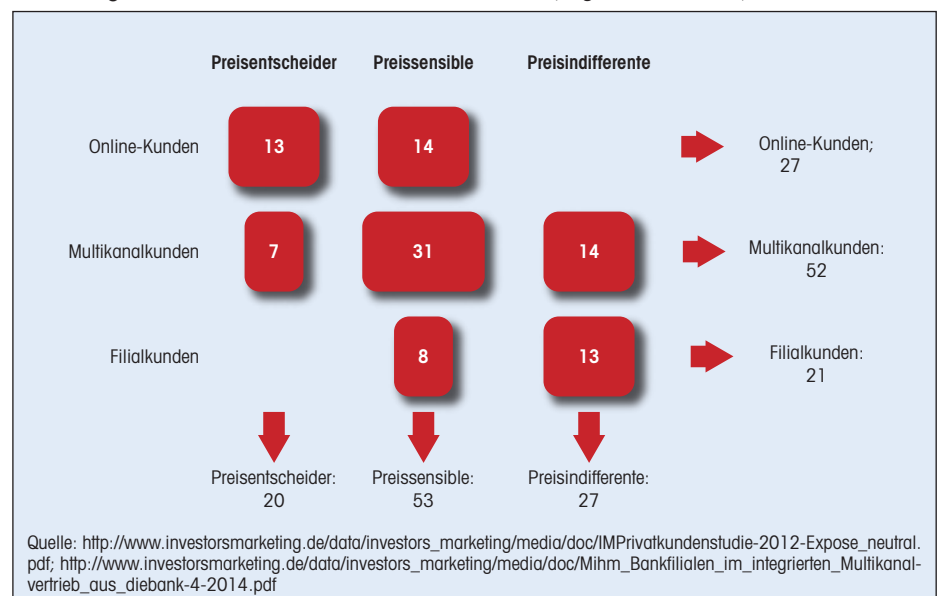 Preisentscheider Preissensible Preisindifferente
Online-Kunden 13 14 Online-Kunden;
27
Multikanalkunden 7 31 14 Multikanalkunden:
52
Filialkunden 8 13 Filialkunden:
21
Preisentscheider: Preissensible: Preisindifferente:
20 53 27
Quelle: http://www.investorsmarketing.de/data/investors_marketing/media/doc/IMPrivatkundenstudie-2012-Expose_neutral.
pdf; http://www.investorsmarketing.de/data/investors_marketing/media/doc/Mihm_Bankfilialen_im_integrierten_Multikanal-
vertrieb_aus_diebank-4-2014.pdf